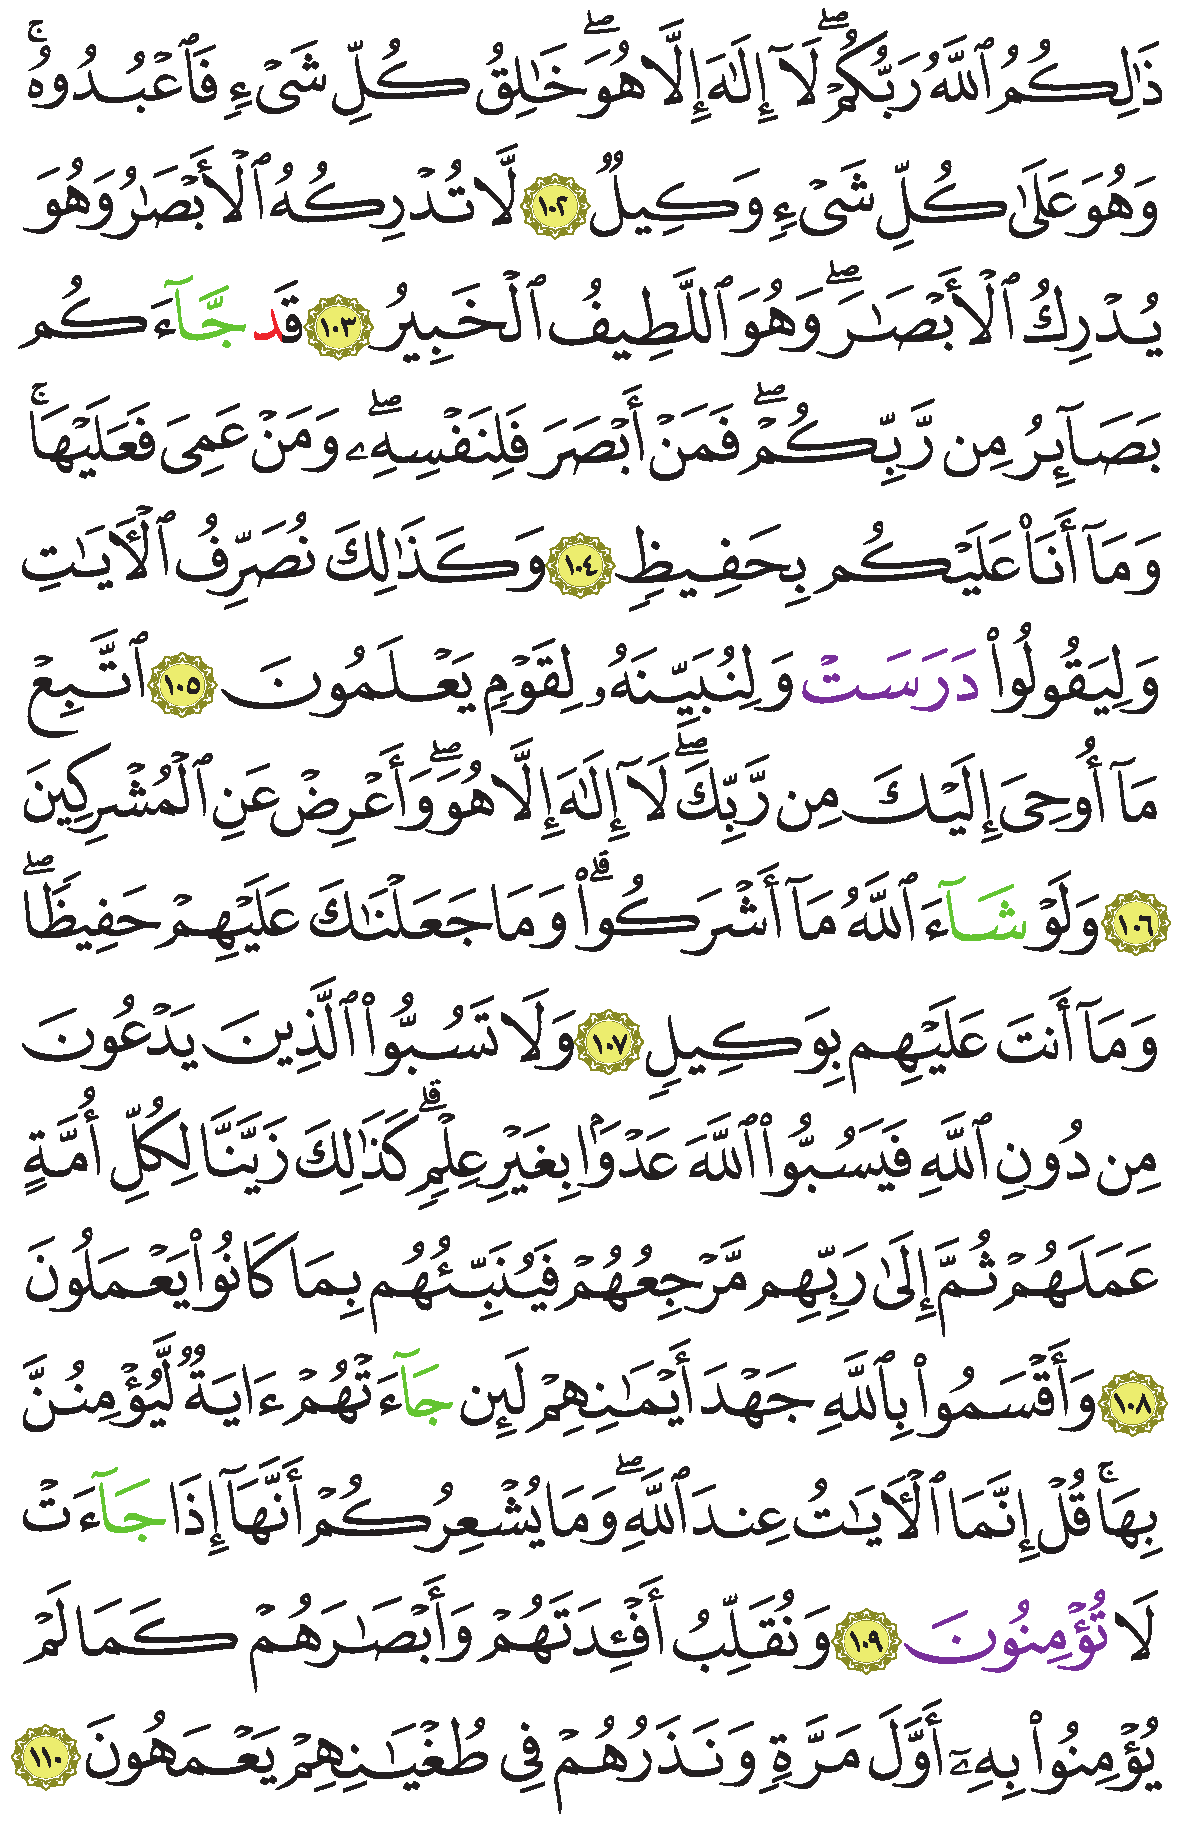 ذَٰلِكُمُ ٱللَّهُ رَبُّكُمْۖ لَآ إِلَٰهَ إِلَّا هُوَۖ خَٰلِقُ كُلِّ شَىْءٍ فَٱعْبُدُوهُۚ
وَهُوَ عَلَىٰ كُلِّ شَىْءٍ وَكِيلٌ ١٠٢ لَّا تُدْرِكُهُ ٱلْأَبْصَٰرُ وَهُوَ
يُدْرِكُ ٱلْأَبْصَٰرَۖ وَهُوَ ٱللَّطِيفُ ٱلْخَبِيرُ ١٠٣ قَد جَّآءَكُم
بَصَآئِرُ مِن رَّبِّكُمْۖ فَمَنْ أَبْصَرَ فَلِنَفْسِهِۦۖ وَمَنْ عَمِىَ فَعَلَيْهَاۚ
وَمَآ أَنَا۠ عَلَيْكُم بِحَفِيظٍ ١٠٤ وَكَذَٰلِكَ نُصَرِّفُ ٱلْأَيَٰتِ
وَلِيَقُولُوا۟ دَرَسَتْ وَلِنُبَيِّنَهُۥ لِقَوْمٍ يَعْلَمُونَ ١٠٥ ٱتَّبِعْ
مَآ أُوحِىَ إِلَيْكَ مِن رَّبِّكَۖ لَآ إِلَٰهَ إِلَّا هُوَۖ وَأَعْرِضْ عَنِ ٱلْمُشْرِكِينَ
١٠٦ وَلَوْ شَآءَ ٱللَّهُ مَآ أَشْرَكُوا۟ۗ وَمَا جَعَلْنَٰكَ عَلَيْهِمْ حَفِيظًاۖ
وَمَآ أَنتَ عَلَيْهِم بِوَكِيلٍ ١٠٧ وَلَا تَسُبُّوا۟ ٱلَّذِينَ يَدْعُونَ
مِن دُونِ ٱللَّهِ فَيَسُبُّوا۟ ٱللَّهَ عَدْوَۢا بِغَيْرِ عِلْمٍۗ كَذَٰلِكَ زَيَّنَّا لِكُلِّ أُمَّةٍ
عَمَلَهُمْ ثُمَّ إِلَىٰ رَبِّهِم مَّرْجِعُهُمْ فَيُنَبِّئُهُم بِمَا كَانُوا۟ يَعْمَلُونَ
١٠٨ وَأَقْسَمُوا۟ بِٱللَّهِ جَهْدَ أَيْمَٰنِهِمْ لَئِن جَآءَتْهُمْ ءَايَةٌ لَّيُؤْمِنُنَّ
بِهَاۚ قُلْ إِنَّمَا ٱلْأَيَٰتُ عِندَ ٱللَّهِۖ وَمَا يُشْعِرُكُمْ أَنَّهَآ إِذَا جَآءَتْ
لَا تُؤْمِنُونَ ١٠٩ وَنُقَلِّبُ أَفْـِٔدَتَهُمْ وَأَبْصَٰرَهُمْ كَمَا لَمْ
يُؤْمِنُوا۟ بِهِۦٓ أَوَّلَ مَرَّةٍ وَنَذَرُهُمْ فِى طُغْيَٰنِهِمْ يَعْمَهُونَ ١١٠